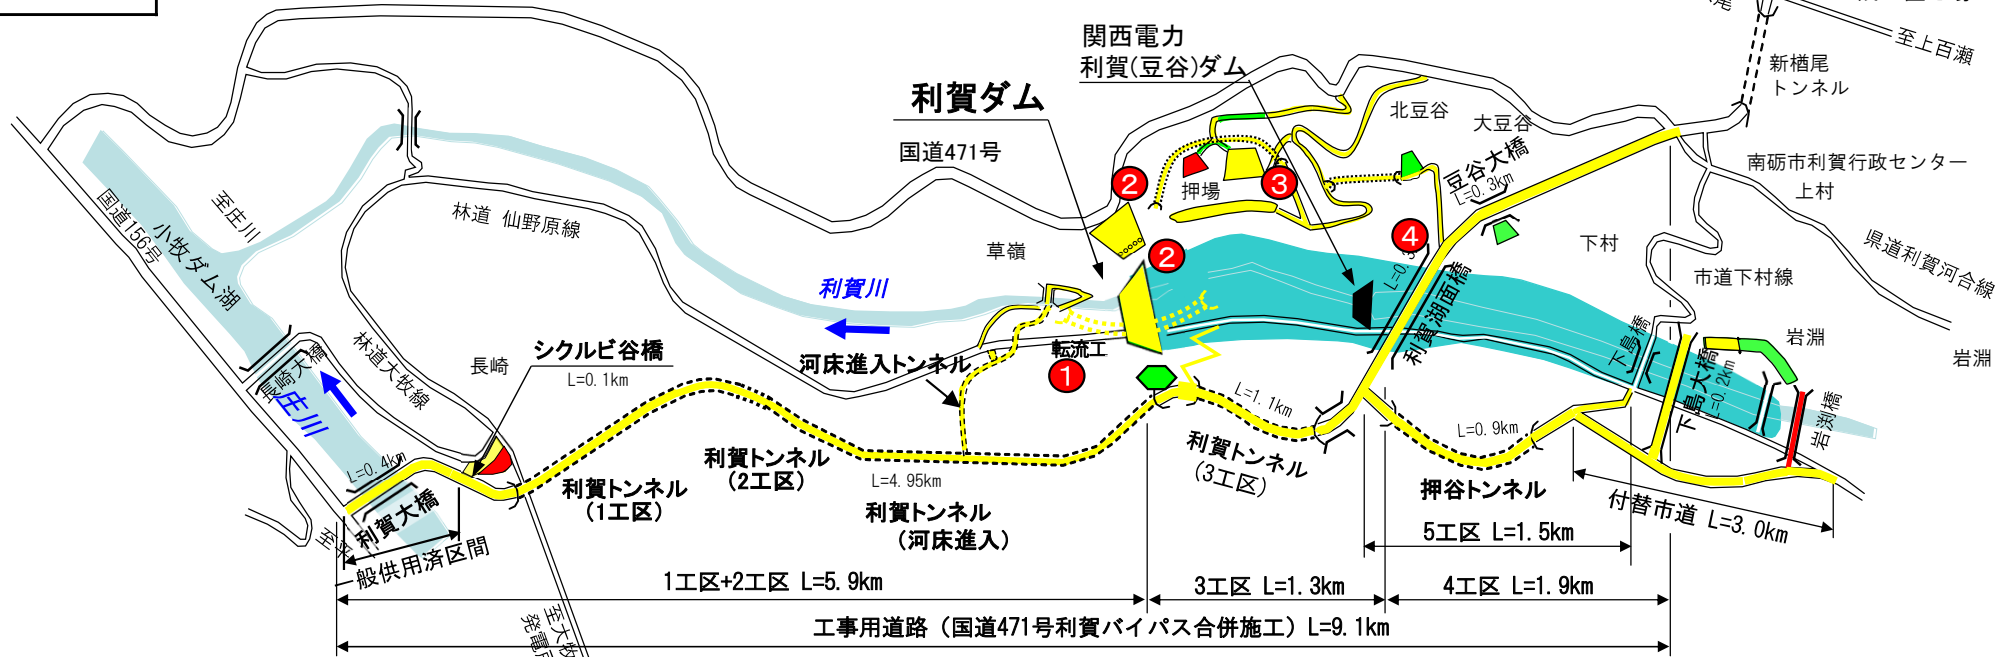 至上百瀬
新楢尾
トンネル
関西電力
利賀(豆谷)ダム
利賀ダム
国道471号
北豆谷
大豆谷
豆谷大橋
L=0.3km
南砺市利賀行政センター
上村
押場
②
③
②
④
下村
市道下村線
県道利賀河合線
岩淵
岩淵
国道156号
至庄川
小牧ダム湖
林道 仙野原線
草嶺
利賀川
利賀湖面橋
下島橋
下島大橋
L=0.2km
岩渕橋
長崎大橋
庄川
林道大牧線
長崎
シクルビ谷橋
L=0.1km
河床進入トンネル
転流工
①
L=1.1km
L=0.9km
L=0.4km
利賀大橋
至平
一般供用済区間
利賀トンネル
(1工区)
利賀トンネル
(2工区)
L=4.95km
利賀トンネル
(河床進入)
利賀トンネル
(3工区)
押谷トンネル
付替市道 L=3.0km
5工区 L=1.5km
1工区+2工区 L=5.9km
3工区 L=1.3km
4工区 L=1.9km
至大牧
工事用道路（国道471号利賀バイパス合併施工）L=9.1km